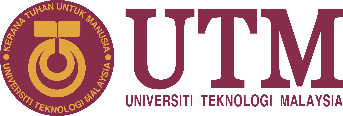 • KERANA TUHAN UNTUK MANUSIA •
UNIVERSITI TEKNOLOGI MALAYSIA
UTM
UNIVERSITI TEKNOLOGI MALAYSIA